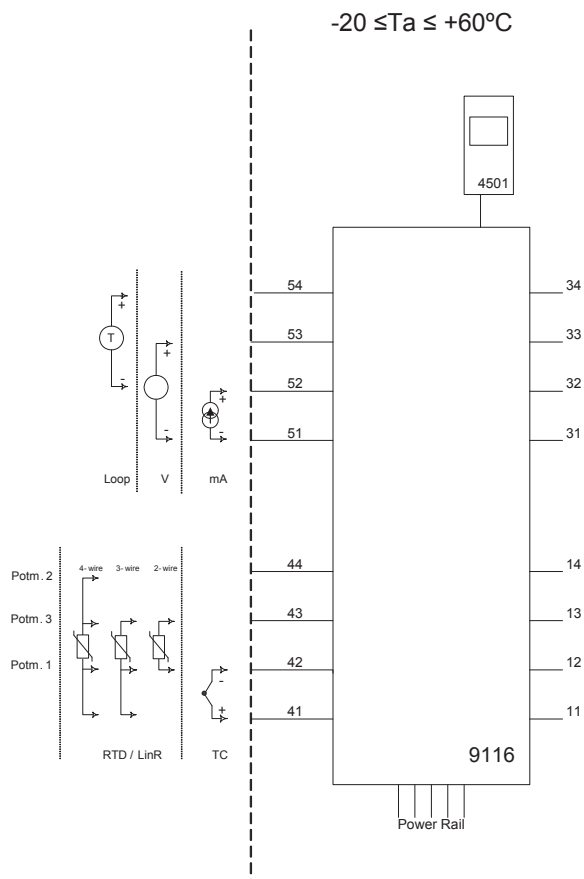 -20 ≤Ta ≤ +60ºC
4501
54
34
+
T
53
33
+
-
52
32
+
-
-
51
31
Loop
V
mA
4- wire
3- wire
2- wire
Potm. 2
44
14
Potm. 3
43
13
Potm. 1
42
12
-
+
41
11
RTD / LinR
TC
9116
Power Rail